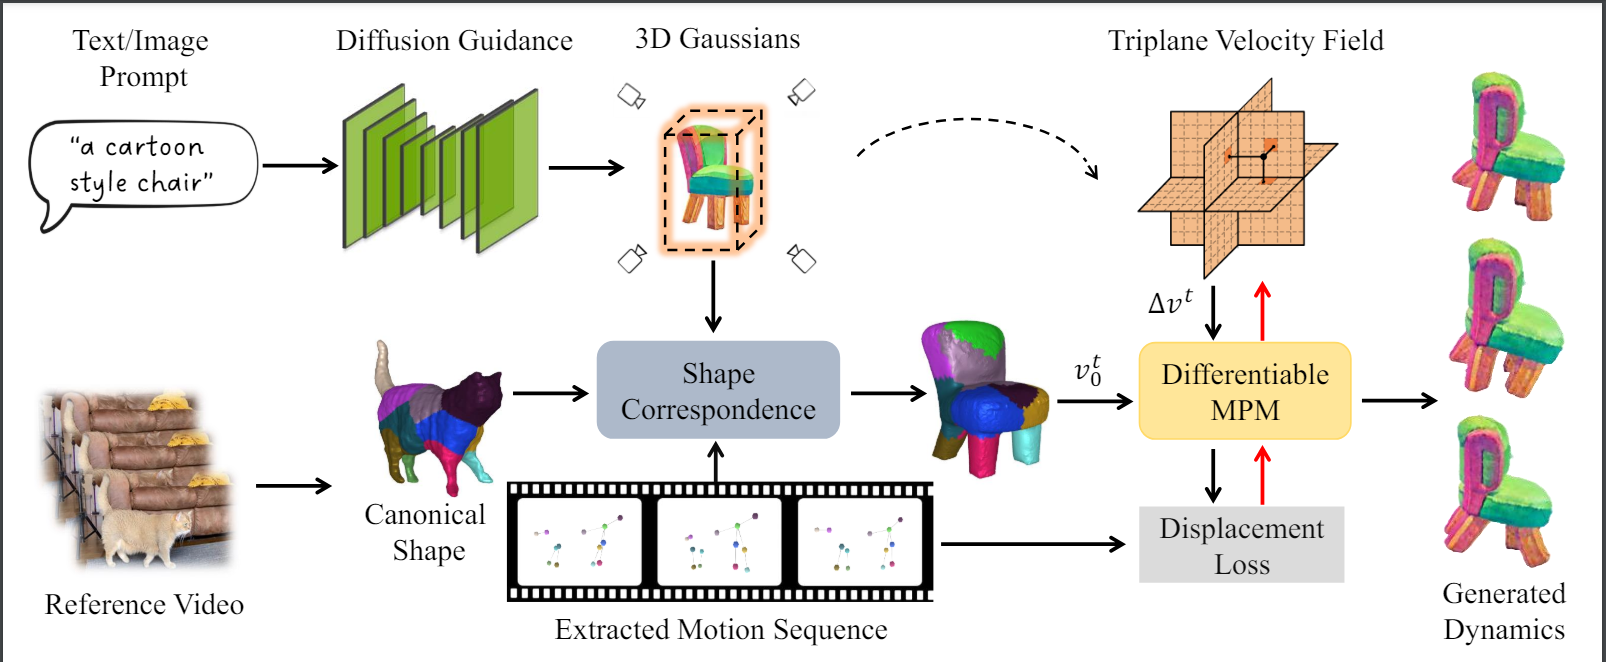 Text/Image
Prompt
Diffusion Guidance
3D Gaussians
Triplane Velocity Field
“a cartoon
style chair”
Δv^t
Shape
Correspondence
v_0^t
Differentiable
MPM
Canonical
Shape
Displacement
Loss
Reference Video
Extracted Motion Sequence
Generated
Dynamics